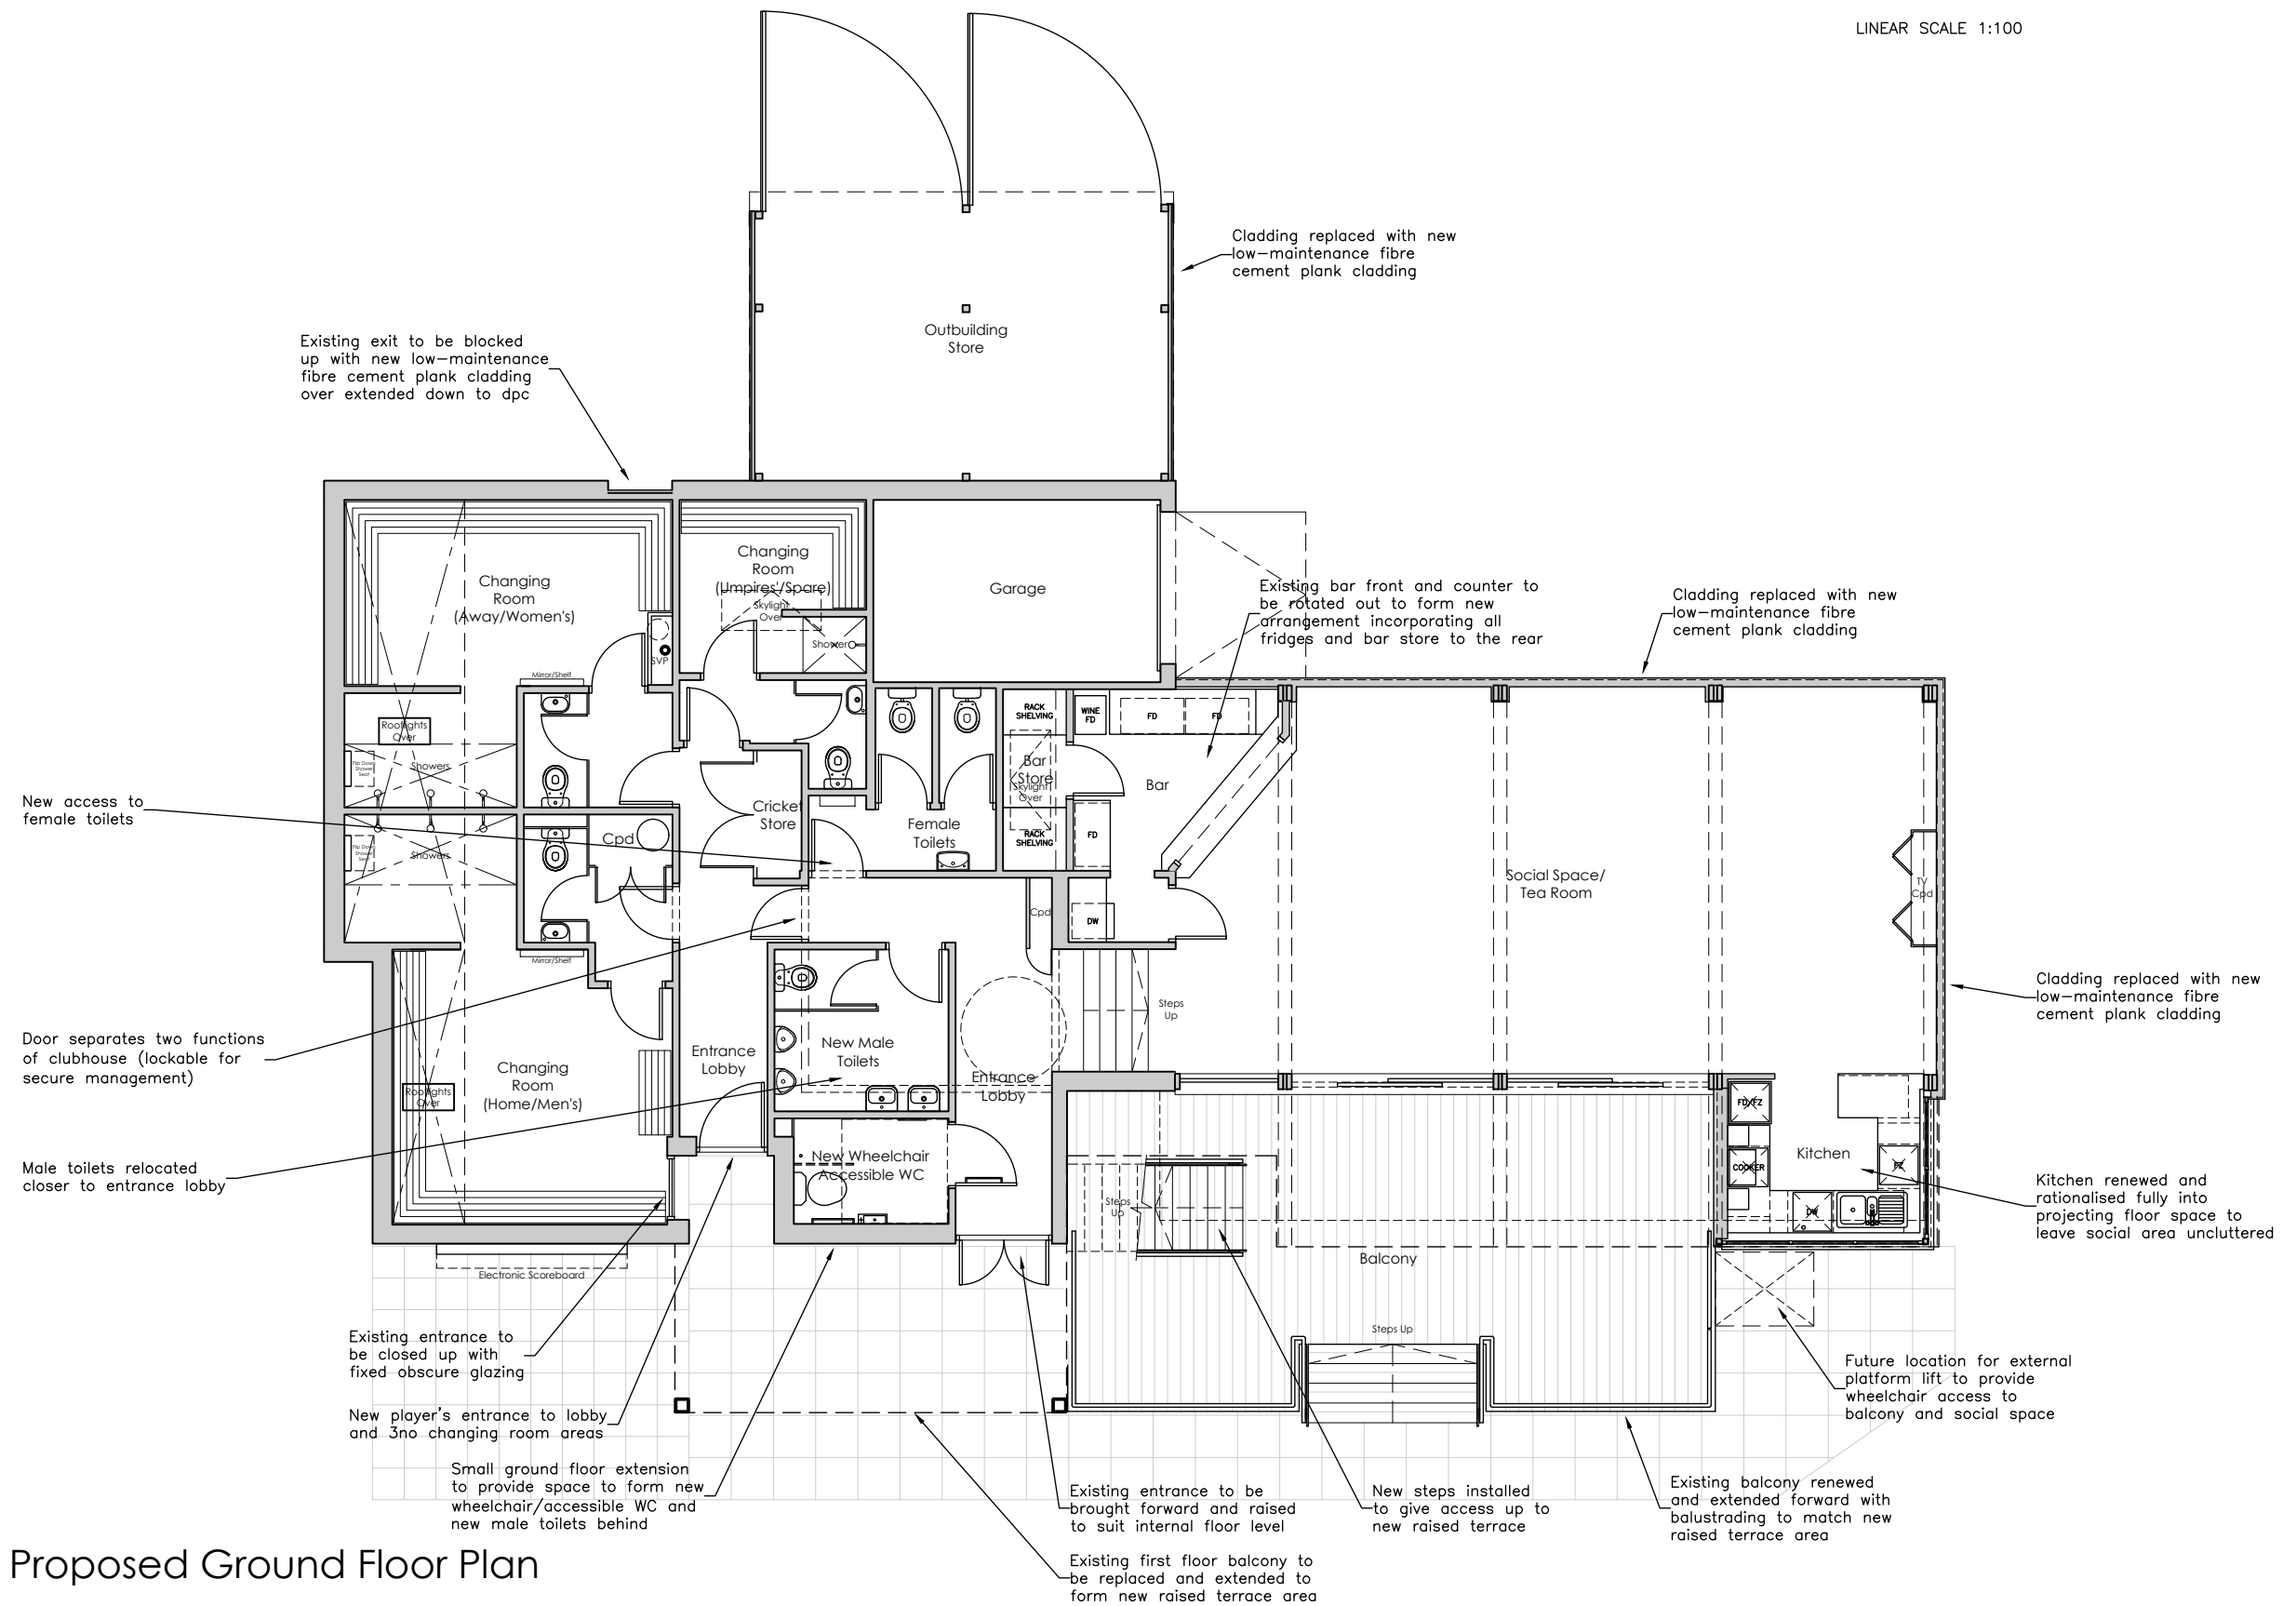 LINEAR SCALE 1:100
Cladding replaced with new
low-maintenance fibre
cement plank cladding
Outbuilding
Store
Existing exit to be blocked
up with new low-maintenance
fibre cement plank cladding
over extended down to dpc
Changing
Room
(Away/Women's)
Changing
Room
(Umpires'/Spare)
Skylight
Over
Shower
SVP
Mirror/Shelf
Garage
Existing bar front and counter to
be rotated out to form new
arrangement incorporating all
fridges and bar store to the rear
Cladding replaced with new
low-maintenance fibre
cement plank cladding
Rooflights
Over
Flip Down
Shower
Seat
Showers
RACK
SHELVING
WINE
FD
FD
FD
Bar
Store
Skylight
Over
Bar
RACK
SHELVING
FD
New access to
female toilets
Cricket
Store
Female
Toilets
Cpd
Flip Down
Shower
Seat
Showers
Social Space/
Tea Room
TV
Cpd
Cpd
DW
Mirror/Shelf
Steps
Up
Cladding replaced with new
low-maintenance fibre
cement plank cladding
Door separates two functions
of clubhouse (lockable for
secure management)
Changing
Room
(Home/Men's)
Rooflights
Over
Entrance
Lobby
New Male
Toilets
Entrance
Lobby
FD/FZ
COOKER
Kitchen
FZ
DW
New Wheelchair
Accessible WC
Male toilets relocated
closer to entrance lobby
Steps
Up
Kitchen renewed and
rationalised fully into
projecting floor space to
leave social area uncluttered
Balcony
Electronic Scoreboard
Steps Up
Existing entrance to
be closed up with
fixed obscure glazing
Future location for external
platform lift to provide
wheelchair access to
balcony and social space
New player's entrance to lobby
and 3no changing room areas
Small ground floor extension
to provide space to form new
wheelchair/accessible WC and
new male toilets behind
Existing entrance to be
brought forward and raised
to suit internal floor level
New steps installed
to give access up to
new raised terrace
Existing balcony renewed
and extended forward with
balustrading to match new
raised terrace area
Existing first floor balcony to
be replaced and extended to
form new raised terrace area
Proposed Ground Floor Plan